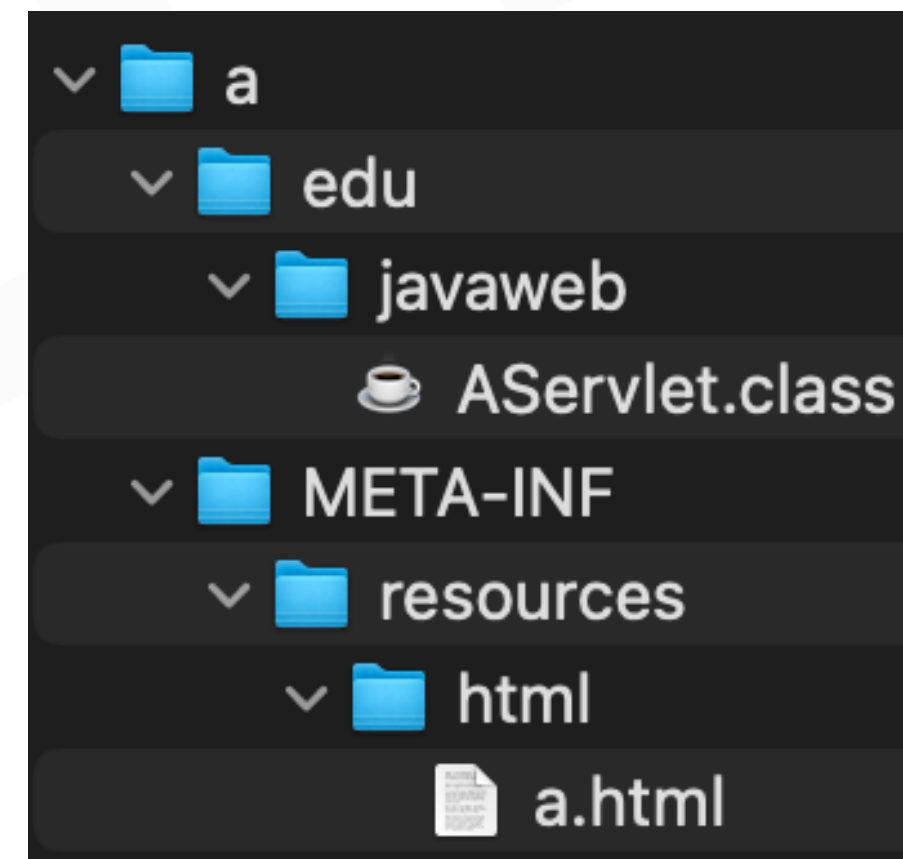 a
edu
javaweb
AServlet.class
META-INF
resources
html
a.html